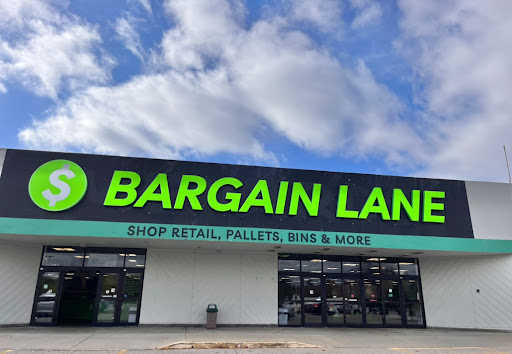 $ BARGAIN LANE
SHOP RETAIL, PALLETS, BINS & MORE